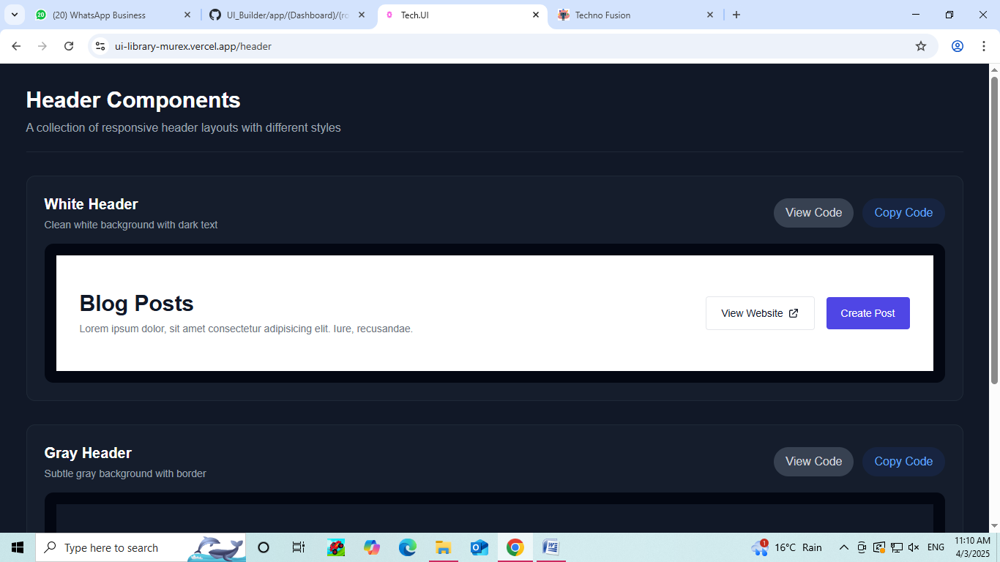 (20) WhatsApp Business
UI_Builder/app/(Dashboard)/(ro
Tech.UI
Techno Fusion
ui-library-murex.vercel.app/header
Header Components
A collection of responsive header layouts with different styles
White Header
Clean white background with dark text
View Code
Copy Code
Blog Posts
Lorem ipsum dolor, sit amet consectetur adipisicing elit. Iure, recusandae.
View Website
Create Post
Gray Header
Subtle gray background with border
View Code
Copy Code
Type here to search
1
16°C Rain
ENG
11:10 AM
4/3/2025